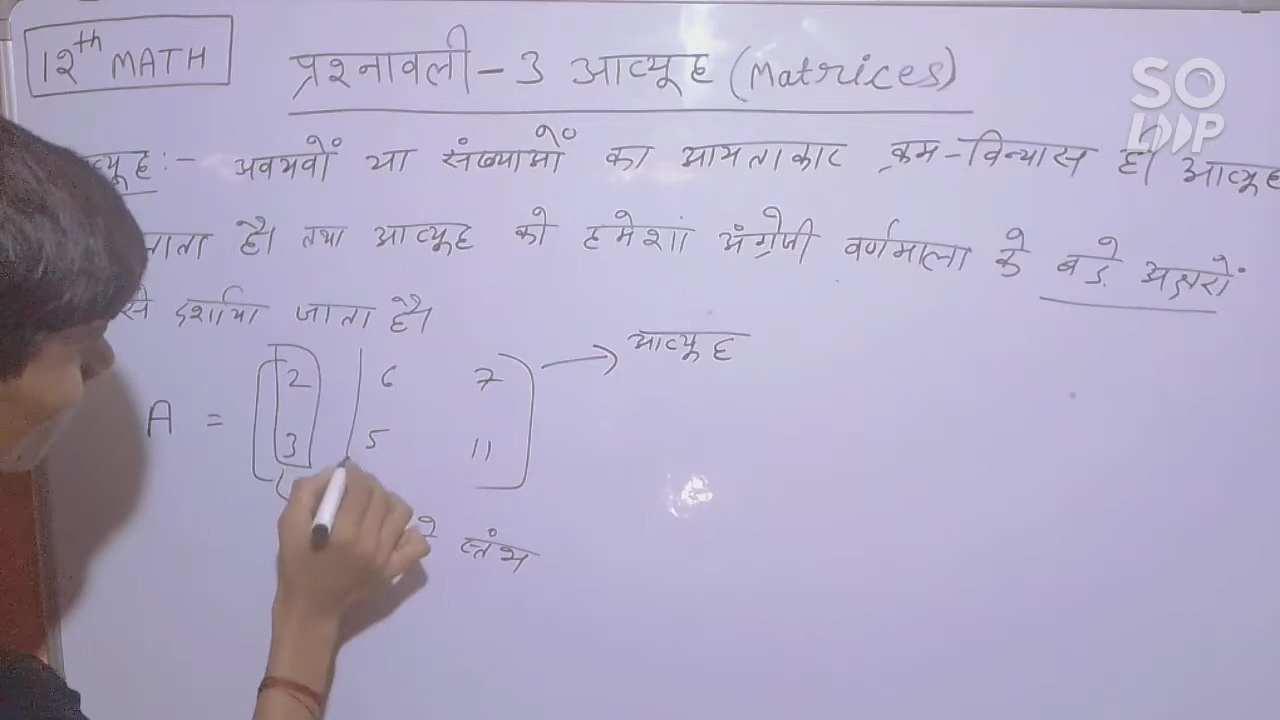 12th MATH
प्रश्नावली - 3 आव्यूह (Matrices)
व्यूह :- अवयवों या संख्याओं का आयताकार क्रम-विन्यास ही आव्यूह
लाता है। तथा आव्यूह को हमेशा अंग्रेजी वर्णमाला के बड़े अक्षरों
से दर्शाया जाता है।
A = [ 2 6 7
3 5 11 ] → आव्यूह
स्तंभ
SO LOOP